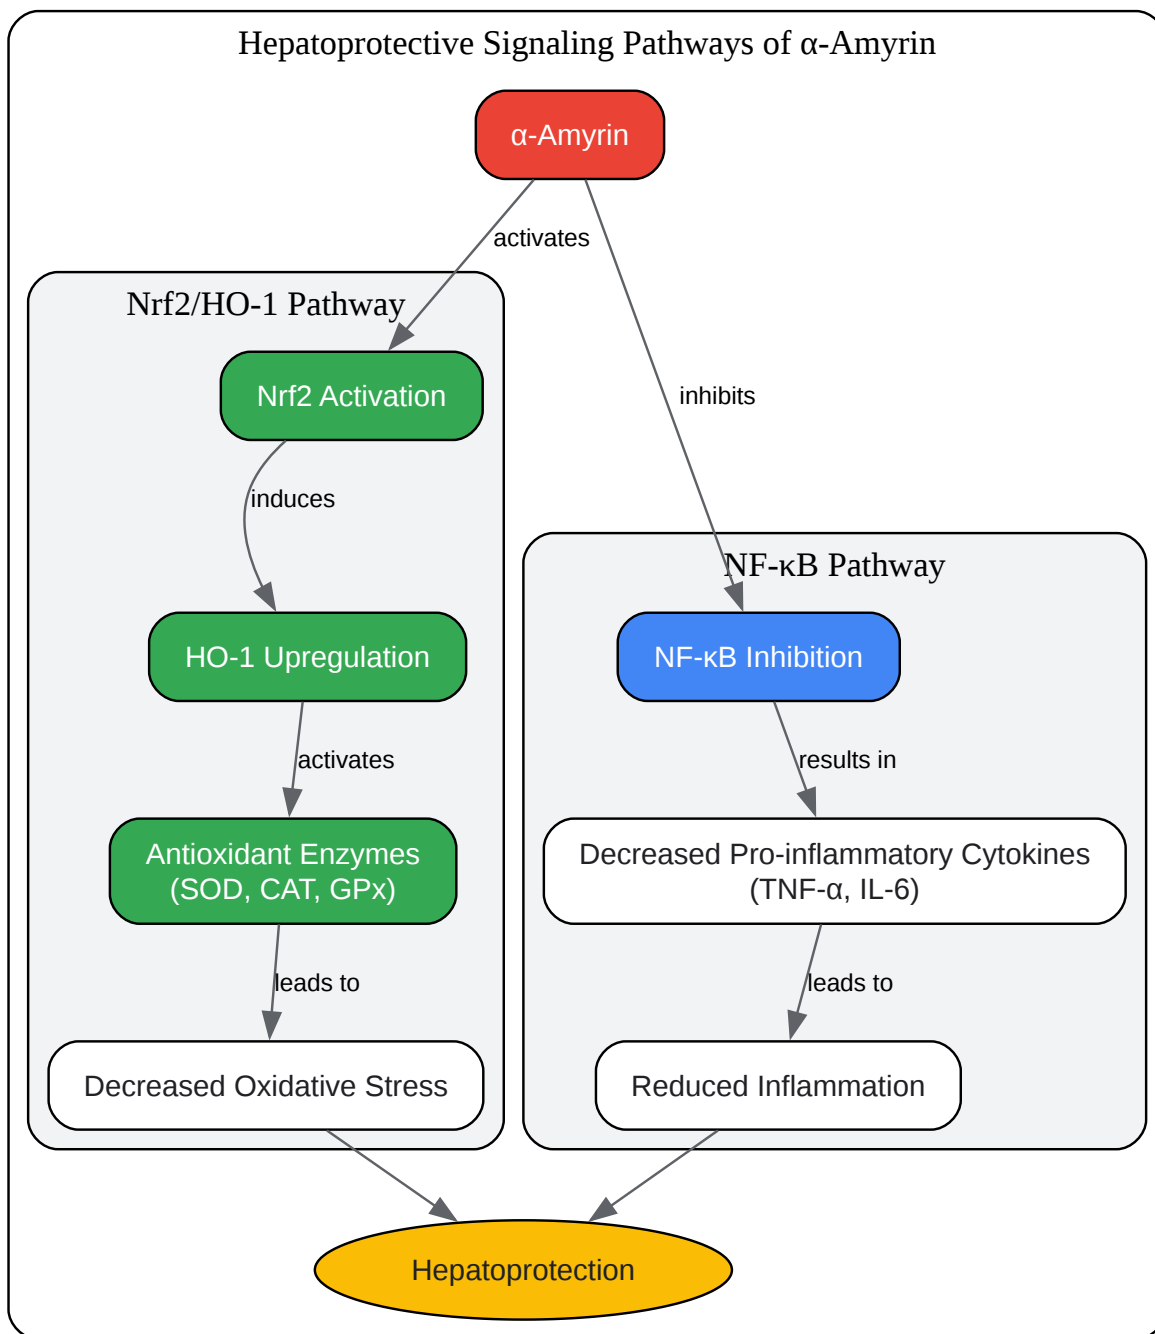 Hepatoprotective Signaling Pathways of α-Amyrin
α-Amyrin
activates
Nrf2/HO-1 Pathway
Nrf2 Activation
inhibits
induces
NF-κB Pathway
HO-1 Upregulation
NF-κB Inhibition
activates
results in
Antioxidant Enzymes
(SOD, CAT, GPx)
Decreased Pro-inflammatory Cytokines
(TNF-α, IL-6)
leads to
leads to
Decreased Oxidative Stress
Reduced Inflammation
Hepatoprotection